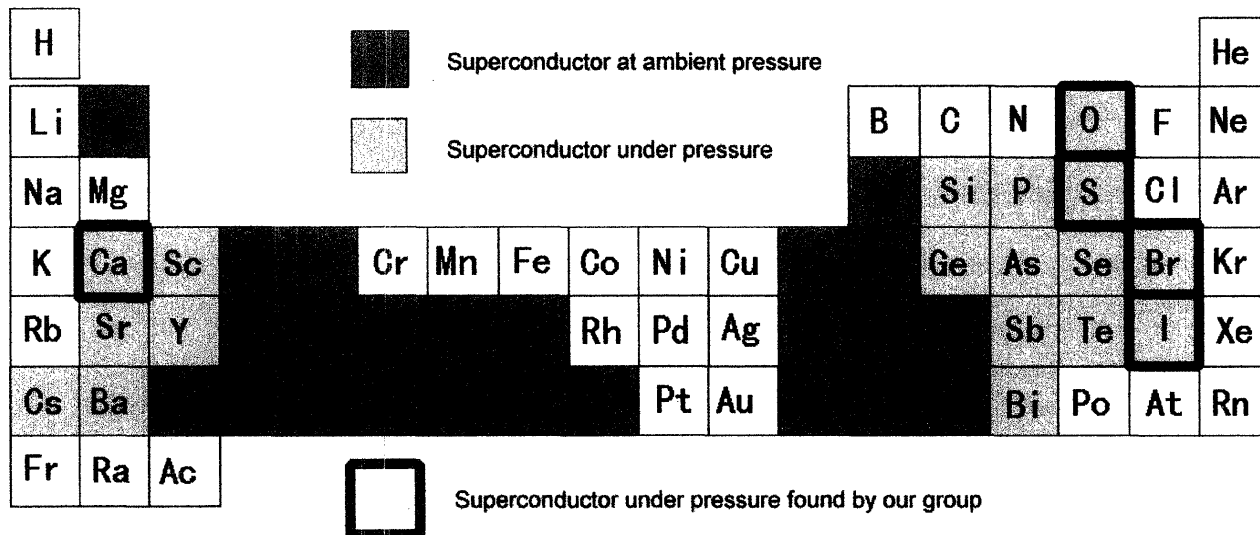 H He
Superconductor at ambient pressure
Li B C N O F Ne
Superconductor under pressure
Na Mg Si P S Cl Ar
K Ca Sc Cr Mn Fe Co Ni Cu Ge As Se Br Kr
Rb Sr Y Rh Pd Ag Sb Te I Xe
Cs Ba Pt Au Bi Po At Rn
Fr Ra Ac
Superconductor under pressure found by our group